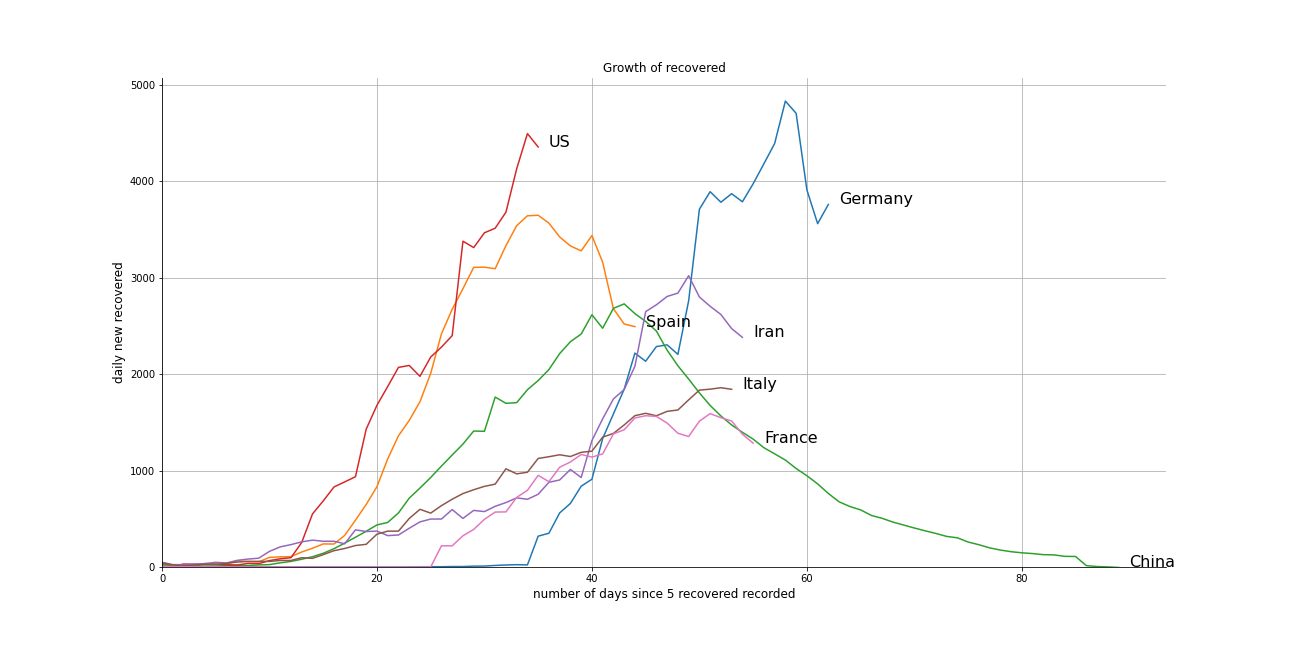 Growth of recovered
5000
4000
3000
2000
1000
0
daily new recovered
US
Germany
Spain
Iran
Italy
France
China
0 20 40 60 80
number of days since 5 recovered recorded